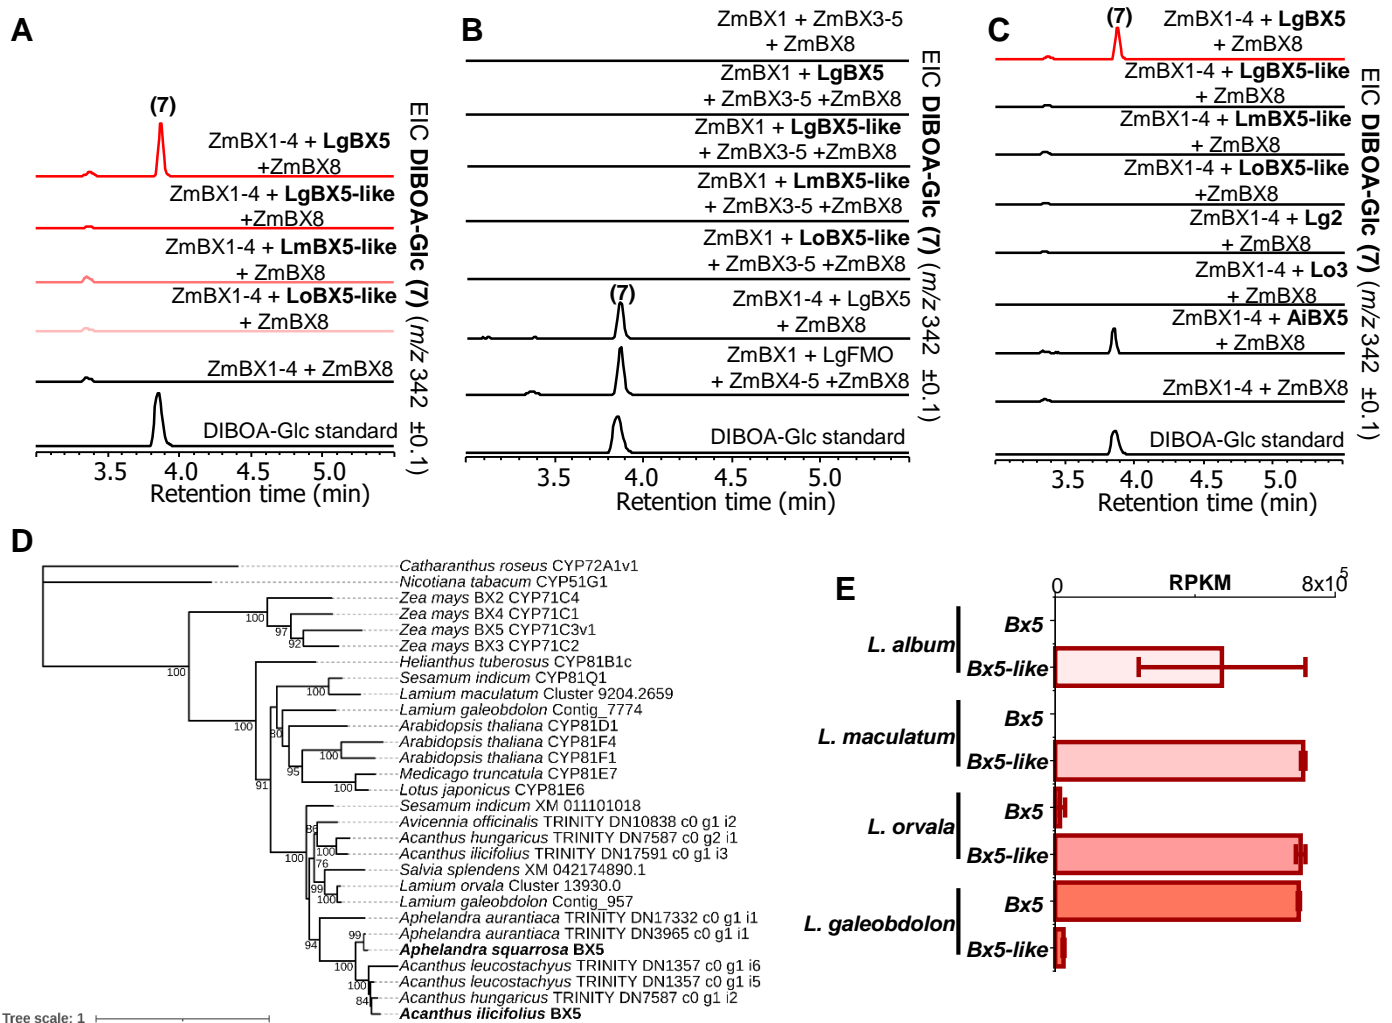 A
(7)
ZmBX1-4 + LgBX5
+ZmBX8
ZmBX1-4 + LgBX5-like
+ZmBX8
ZmBX1-4 + LmBX5-like
+ ZmBX8
ZmBX1-4 + LoBX5-like
+ ZmBX8
ZmBX1-4 + ZmBX8
DIBOA-Glc standard
3.5 4.0 4.5 5.0
Retention time (min)
EIC DIBOA-Glc (7) (m/z 342 ±0.1)
B
ZmBX1 + ZmBX3-5
+ ZmBX8
ZmBX1 + LgBX5
+ ZmBX3-5 +ZmBX8
ZmBX1 + LgBX5-like
+ ZmBX3-5 +ZmBX8
ZmBX1 + LmBX5-like
+ ZmBX3-5 +ZmBX8
ZmBX1 + LoBX5-like
+ ZmBX3-5 +ZmBX8
(7)
ZmBX1-4 + LgBX5
+ ZmBX8
ZmBX1 + LgFMO
+ ZmBX4-5 +ZmBX8
DIBOA-Glc standard
3.5 4.0 4.5 5.0
Retention time (min)
EIC DIBOA-Glc (7) (m/z 342 ±0.1)
C
(7)
ZmBX1-4 + LgBX5
+ ZmBX8
ZmBX1-4 + LgBX5-like
+ ZmBX8
ZmBX1-4 + LmBX5-like
+ ZmBX8
ZmBX1-4 + LoBX5-like
+ZmBX8
ZmBX1-4 + Lg2
+ ZmBX8
ZmBX1-4 + Lo3
+ ZmBX8
ZmBX1-4 + AiBX5
+ ZmBX8
ZmBX1-4 + ZmBX8
DIBOA-Glc standard
3.5 4.0 4.5 5.0
Retention time (min)
EIC DIBOA-Glc (7) (m/z 342 ±0.1)
D
Catharanthus roseus CYP72A1v1
Nicotiana tabacum CYP51G1
Zea mays BX2 CYP71C4
100
Zea mays BX4 CYP71C1
97
Zea mays BX5 CYP71C3v1
92
Zea mays BX3 CYP71C2
Helianthus tuberosus CYP81B1c
100
Sesamum indicum CYP81Q1
100
Lamium maculatum Cluster 9204.2659
Lamium galeobdolon Contig_7774
100
Arabidopsis thaliana CYP81D1
80
Arabidopsis thaliana CYP81F4
100
Arabidopsis thaliana CYP81F1
95
Medicago truncatula CYP81E7
91
100
Lotus japonicus CYP81E6
Sesamum indicum XM 011101018
Avicennia officinalis TRINITY DN10838 c0 g1 i2
86
Acanthus hungaricus TRINITY DN7587 c0 g2 i1
100
Acanthus ilicifolius TRINITY DN17591 c0 g1 i3
100
76
Salvia splendens XM 042174890.1
Lamium orvala Cluster 13930.0
99
100
Lamium galeobdolon Contig_957
Aphelandra aurantiaca TRINITY DN17332 c0 g1 i1
99
Aphelandra aurantiaca TRINITY DN3965 c0 g1 i1
94
Aphelandra squarrosa BX5
100
Acanthus leucostachyus TRINITY DN1357 c0 g1 i6
100
Acanthus leucostachyus TRINITY DN1357 c0 g1 i5
84
Acanthus hungaricus TRINITY DN7587 c0 g1 i2
Acanthus ilicifolius BX5
Tree scale: 1
E
0 RPKM 8x10^5
L. album
Bx5
Bx5-like
L. maculatum
Bx5
Bx5-like
L. orvala
Bx5
Bx5-like
L. galeobdolon
Bx5
Bx5-like